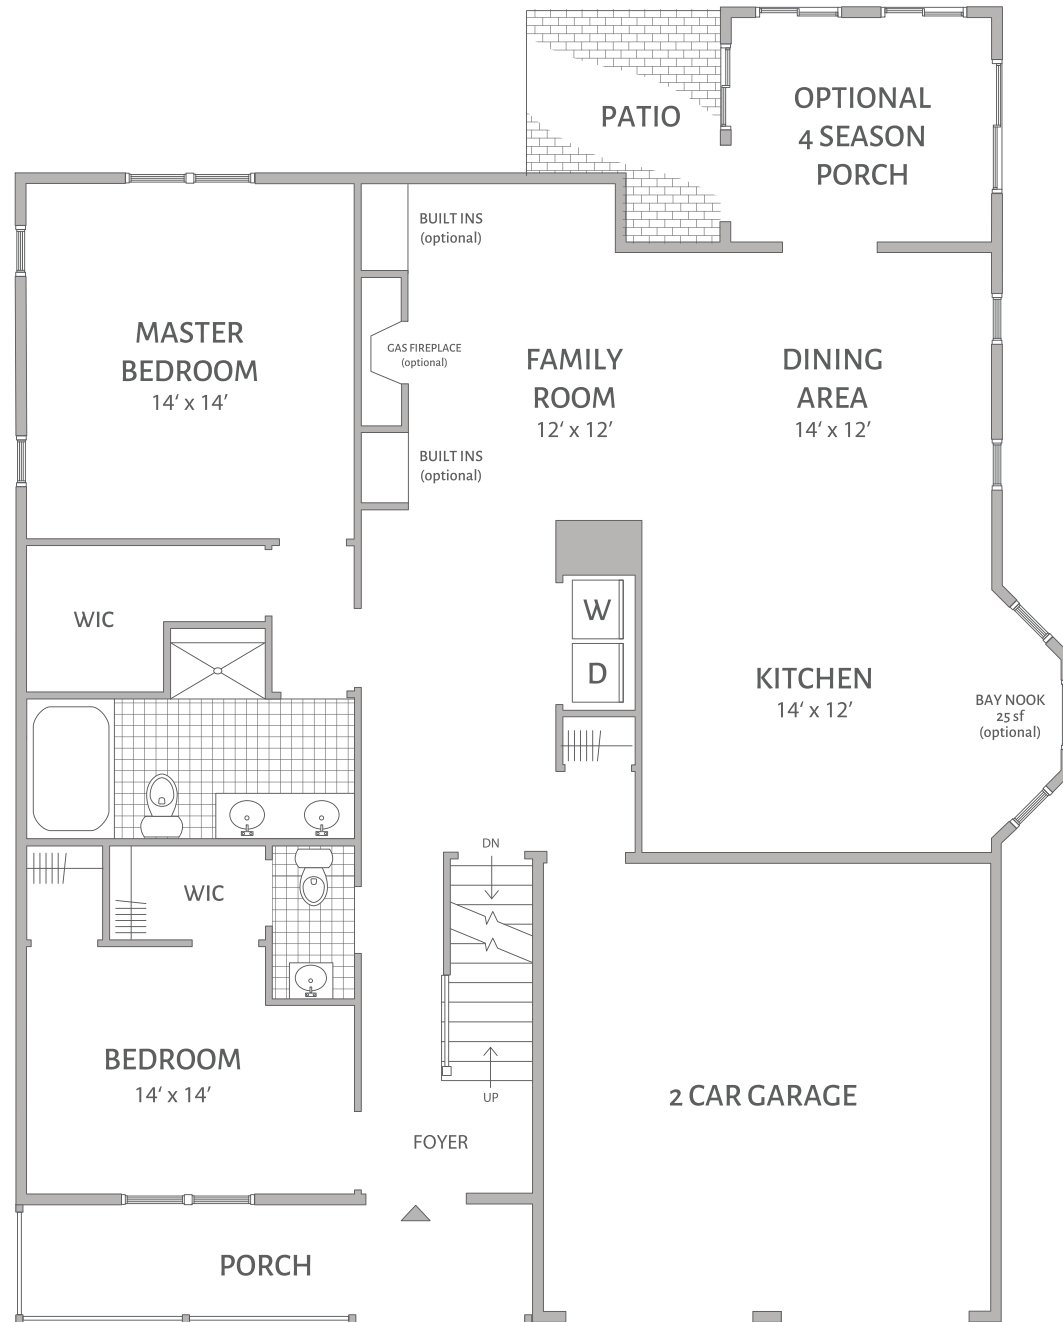 PATIO
OPTIONAL
4 SEASON
PORCH
BUILT INS
(optional)
MASTER
BEDROOM
14‘ x 14’
GAS FIREPLACE
(optional)
FAMILY
ROOM
12‘ x 12’
DINING
AREA
14‘ x 12’
BUILT INS
(optional)
WIC
W
D
KITCHEN
14‘ x 12’
BAY NOOK
25 sf
(optional)
DN
WIC
BEDROOM
14‘ x 14’
UP
2 CAR GARAGE
FOYER
PORCH